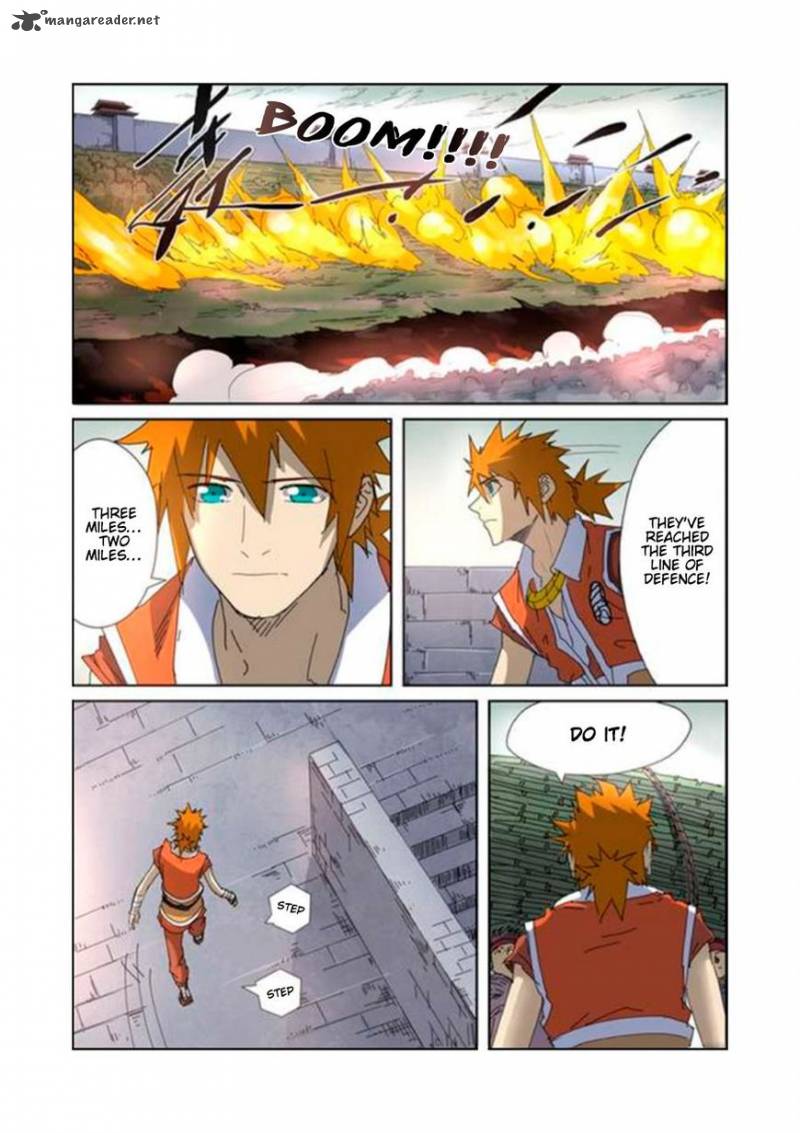 mangareader.net
BOOM!!!!
THREE
MILES...
TWO
MILES...
THEY'VE
REACHED
THE THIRD
LINE OF
DEFENCE!
STEP
STEP
DO IT!